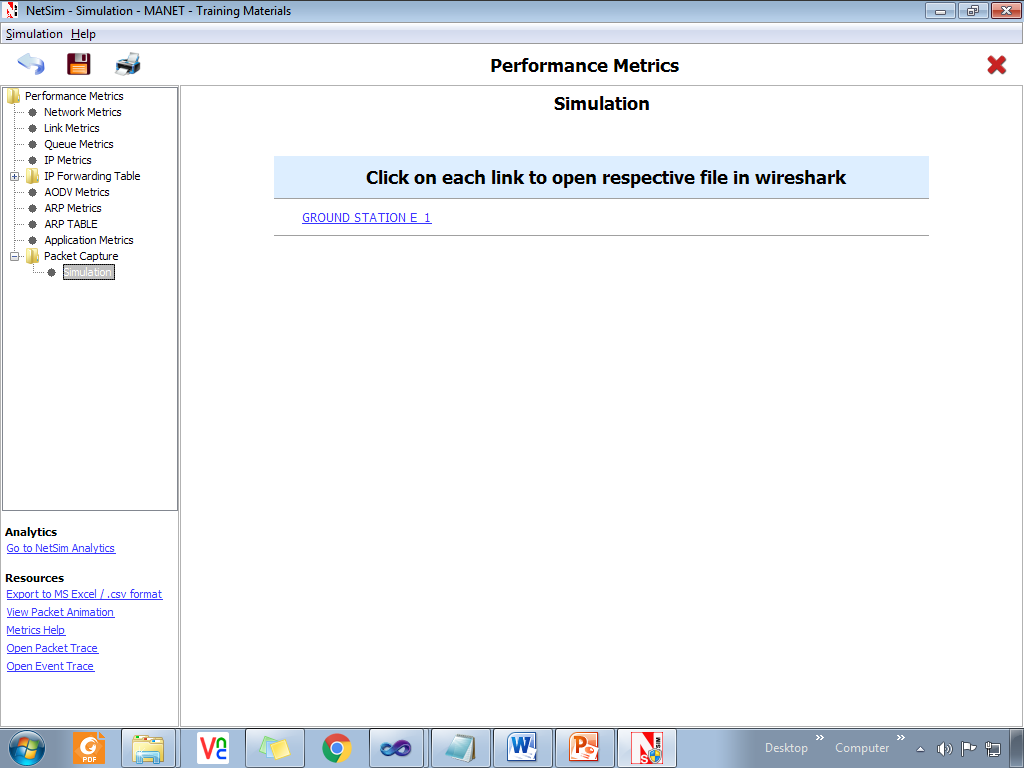 NetSim - Simulation - MANET - Training Materials
Simulation Help
Performance Metrics
Performance Metrics
Network Metrics
Link Metrics
Queue Metrics
IP Metrics
IP Forwarding Table
AODV Metrics
ARP Metrics
ARP TABLE
Application Metrics
Packet Capture
Simulation
Analytics
Go to NetSim Analytics
Resources
Export to MS Excel / .csv format
View Packet Animation
Metrics Help
Open Packet Trace
Open Event Trace
Simulation
Click on each link to open respective file in wireshark
GROUND STATION E_1
PDF
Desktop
Computer